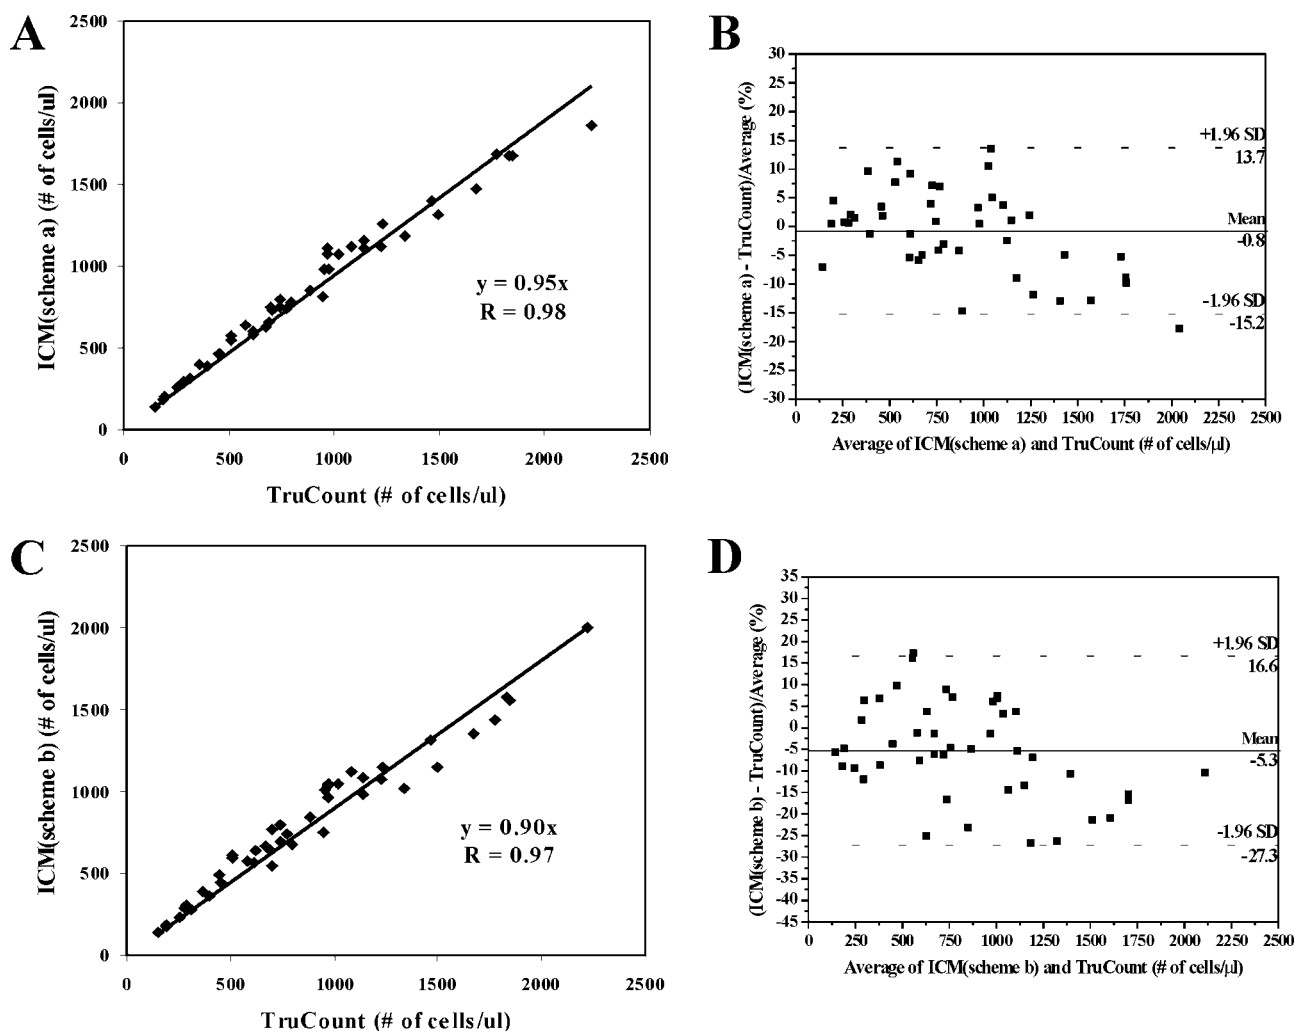 A
ICM(scheme a) (# of cells/ul)
2500
2000
1500
1000
500
0
y = 0.95x
R = 0.98
0 500 1000 1500 2000 2500
TruCount (# of cells/ul)
B
(ICM(scheme a) - TruCount)/Average (%)
30
25
20
15
10
5
0
-5
-10
-15
-20
-25
-30
+1.96 SD
13.7
Mean
-0.8
-1.96 SD
-15.2
0 250 500 750 1000 1250 1500 1750 2000 2250 2500
Average of ICM(scheme a) and TruCount (# of cells/μl)
C
ICM(scheme b) (# of cells/ul)
2500
2000
1500
1000
500
0
y = 0.90x
R = 0.97
0 500 1000 1500 2000 2500
TruCount (# of cells/ul)
D
(ICM(scheme b) - TruCount)/Average (%)
35
30
25
20
15
10
5
0
-5
-10
-15
-20
-25
-30
-35
-40
-45
+1.96 SD
16.6
Mean
-5.3
-1.96 SD
-27.3
0 250 500 750 1000 1250 1500 1750 2000 2250 2500
Average of ICM(scheme b) and TruCount (# of cells/μl)